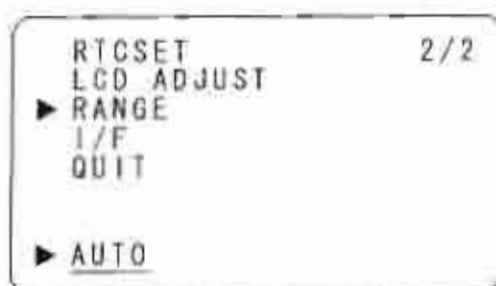 RTCSET 2/2
LCD ADJUST
▶ RANGE
I/F
QUIT
▶ AUTO